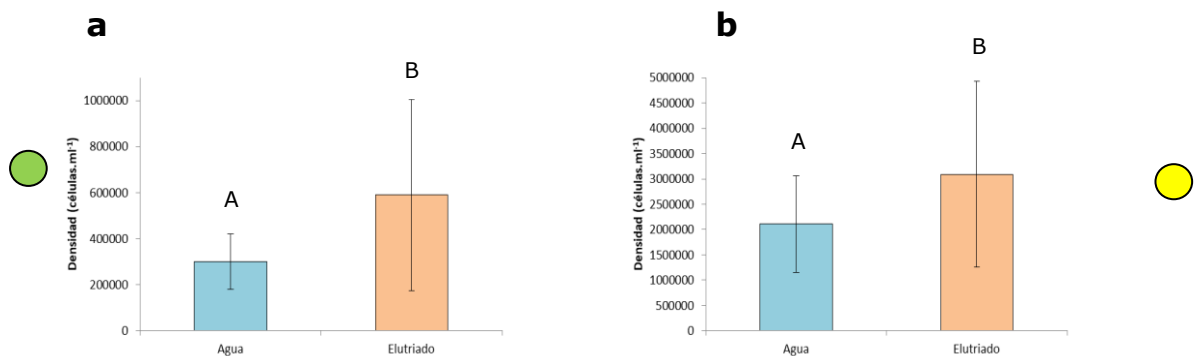 a
B
A
Densidad (células.ml-1)
1000000
800000
600000
400000
200000
0
Agua Elutriado
b
B
A
Densidad (células.ml-1)
5000000
4500000
4000000
3500000
3000000
2500000
2000000
1500000
1000000
500000
0
Agua Elutriado